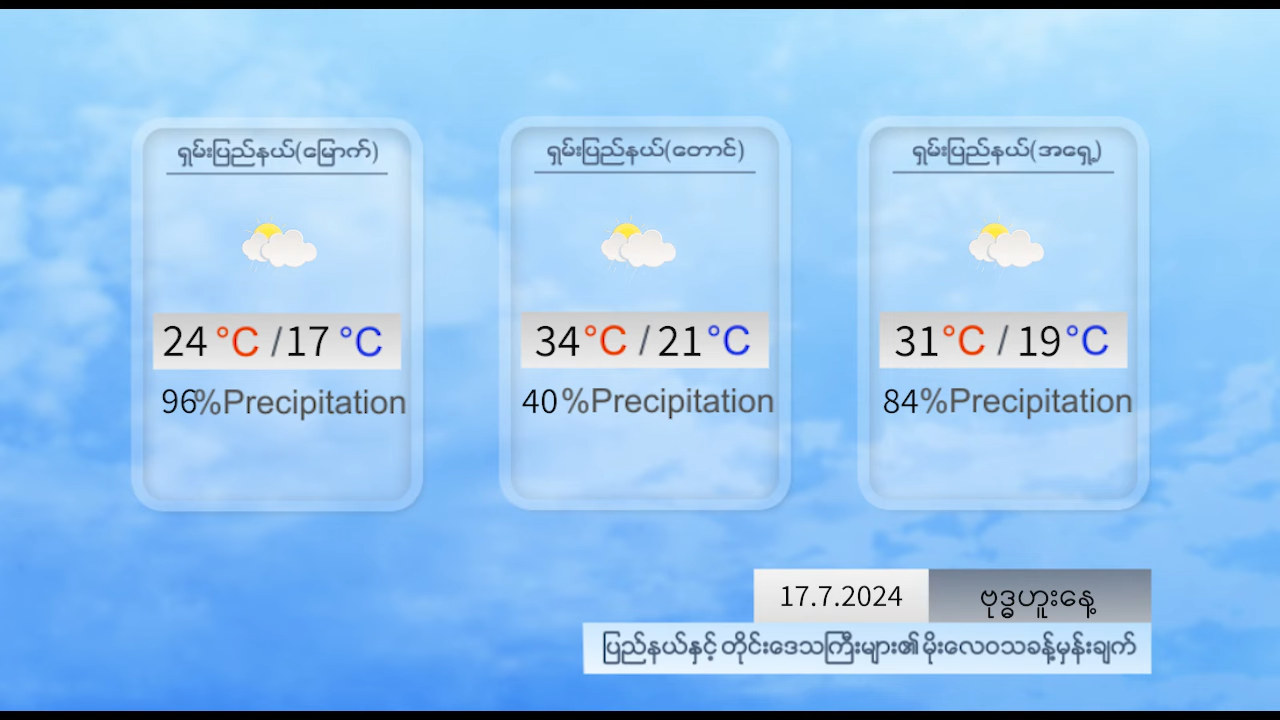 ရှမ်းပြည်နယ်(မြောက်)
24 °C / 17 °C
96%Precipitation
ရှမ်းပြည်နယ်(တောင်)
34°C / 21°C
40%Precipitation
ရှမ်းပြည်နယ်(အရှေ့)
31°C / 19°C
84%Precipitation
17.7.2024 ဗုဒ္ဓဟူးနေ့
ပြည်နယ်နှင့် တိုင်းဒေသကြီးများ၏ မိုးလေဝသခန့်မှန်းချက်